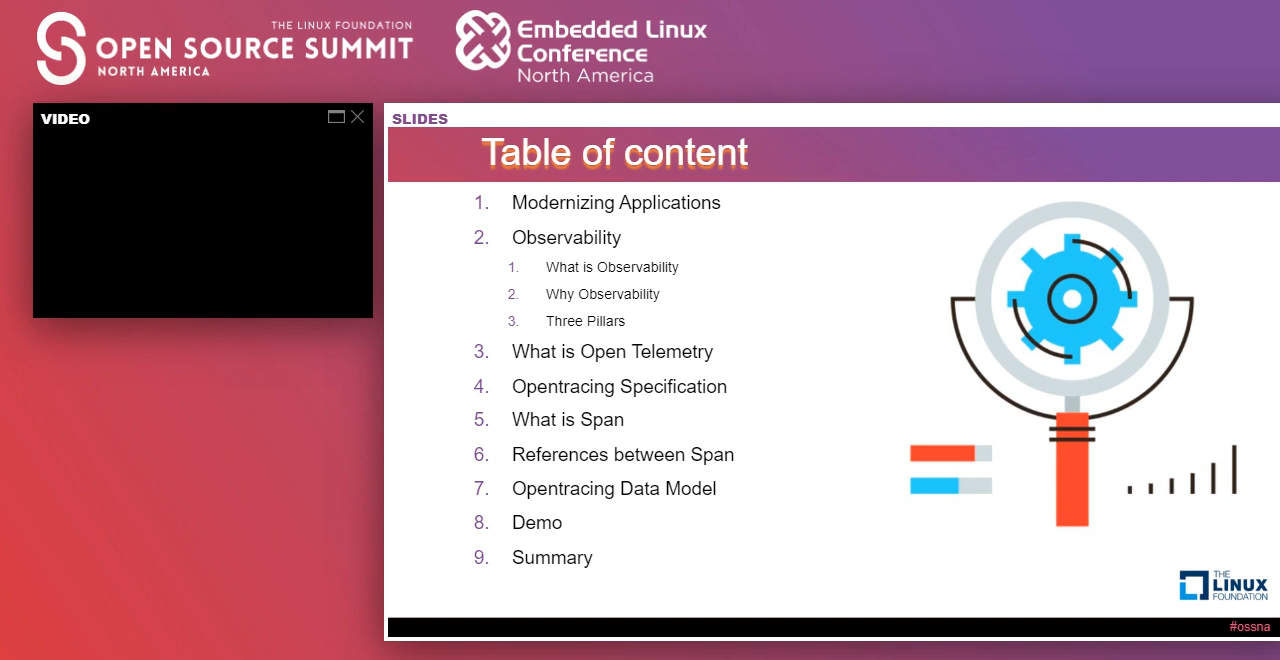 THE LINUX FOUNDATION
OPEN SOURCE SUMMIT
NORTH AMERICA
Embedded Linux
Conference
North America
VIDEO
SLIDES
Table of content
1. Modernizing Applications
2. Observability
1. What is Observability
2. Why Observability
3. Three Pillars
3. What is Open Telemetry
4. Opentracing Specification
5. What is Span
6. References between Span
7. Opentracing Data Model
8. Demo
9. Summary
THE
LINUX
FOUNDATION
#ossna